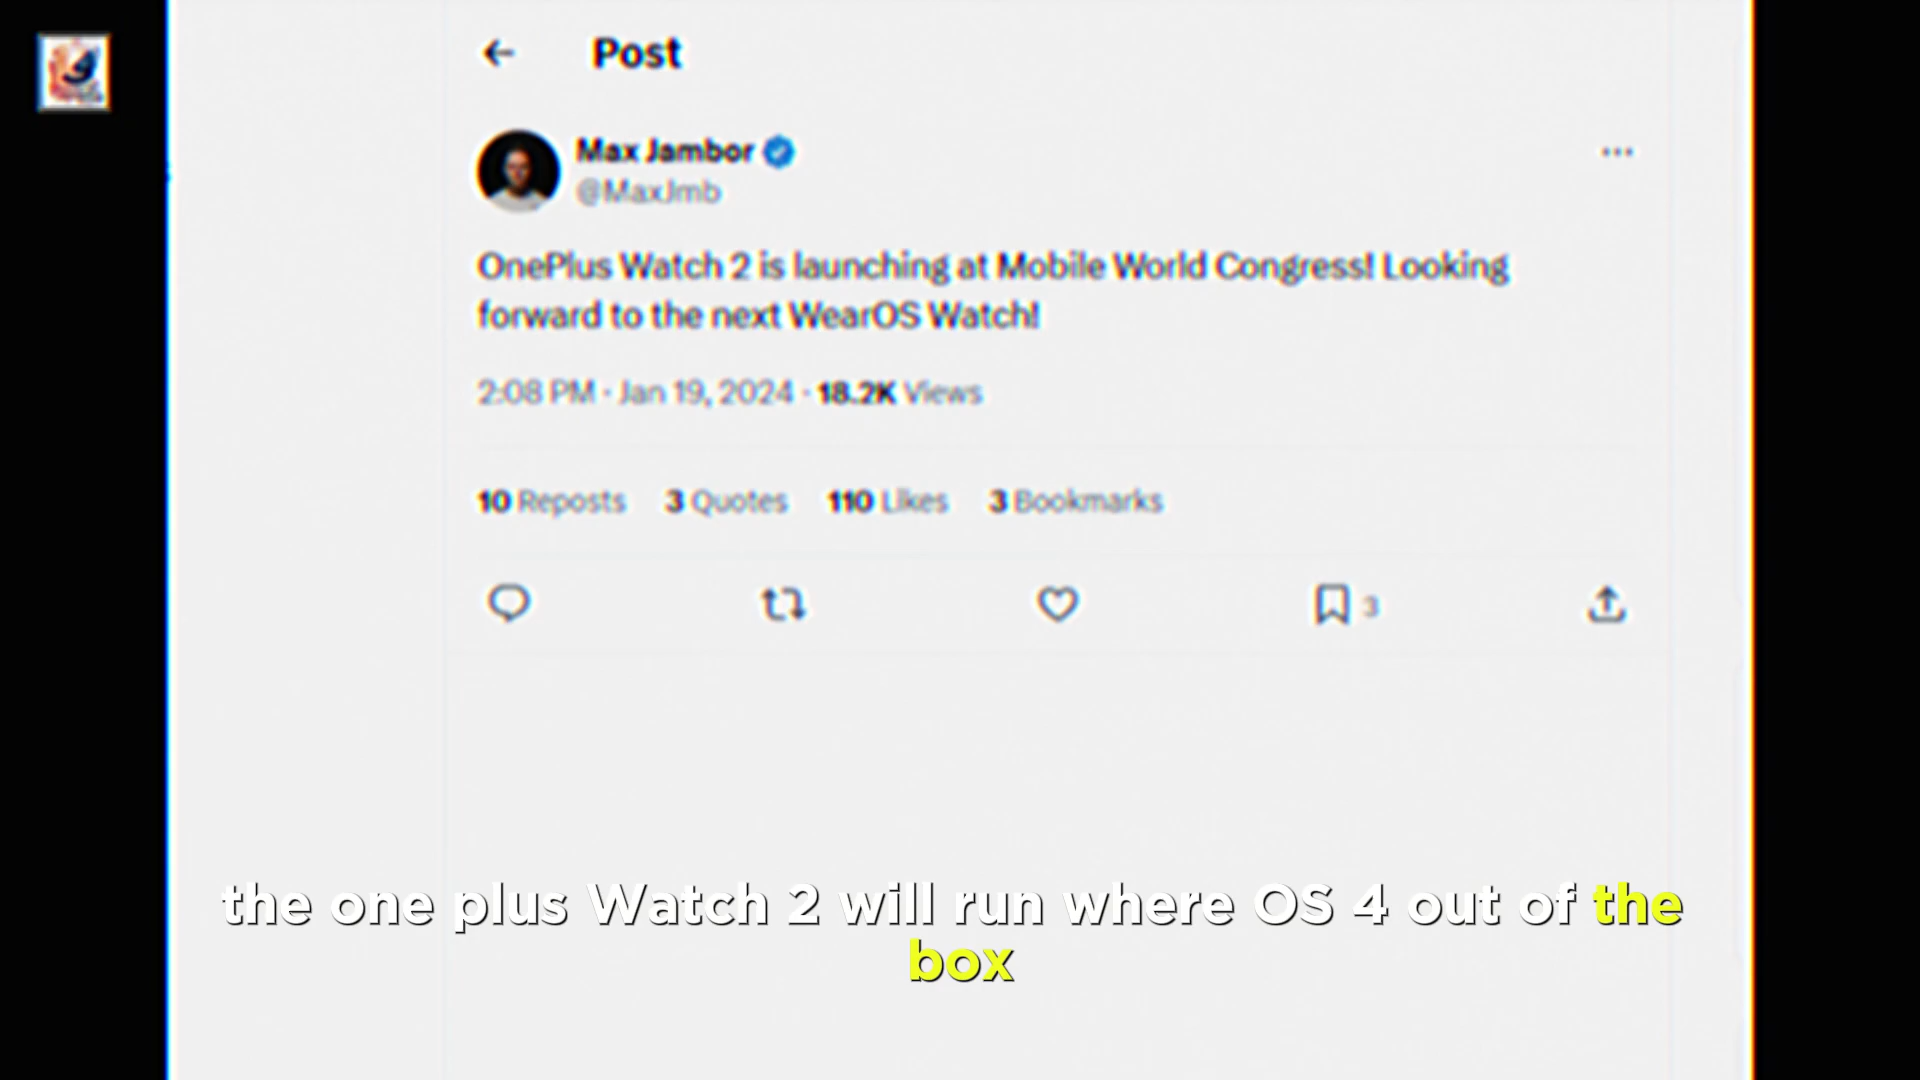 Post
Max Jambor
@MaxJmb
OnePlus Watch 2 is launching at Mobile World Congress! Looking
forward to the next WearOS Watch!
2:08 PM · Jan 19, 2024 · 18.2K Views
10 Reposts 3 Quotes 110 Likes 3 Bookmarks
3
the one plus Watch 2 will run where OS 4 out of the
box